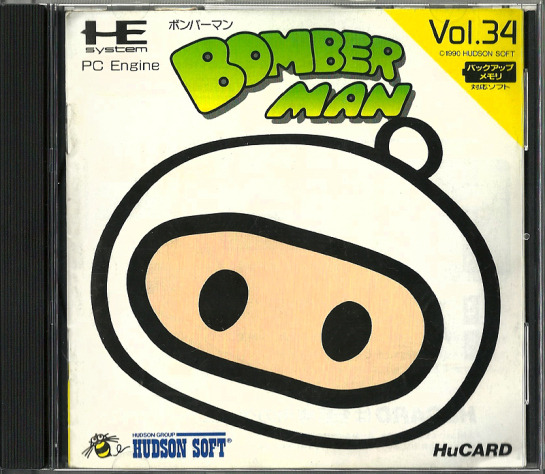 HE
system
PC Engine
ボンバーマン
BOMBER
MAN
Vol.34
©1990 HUDSON SOFT
バックアップ
メモリ
対応ソフト
HUDSON GROUP
HUDSON SOFT®
HuCARD